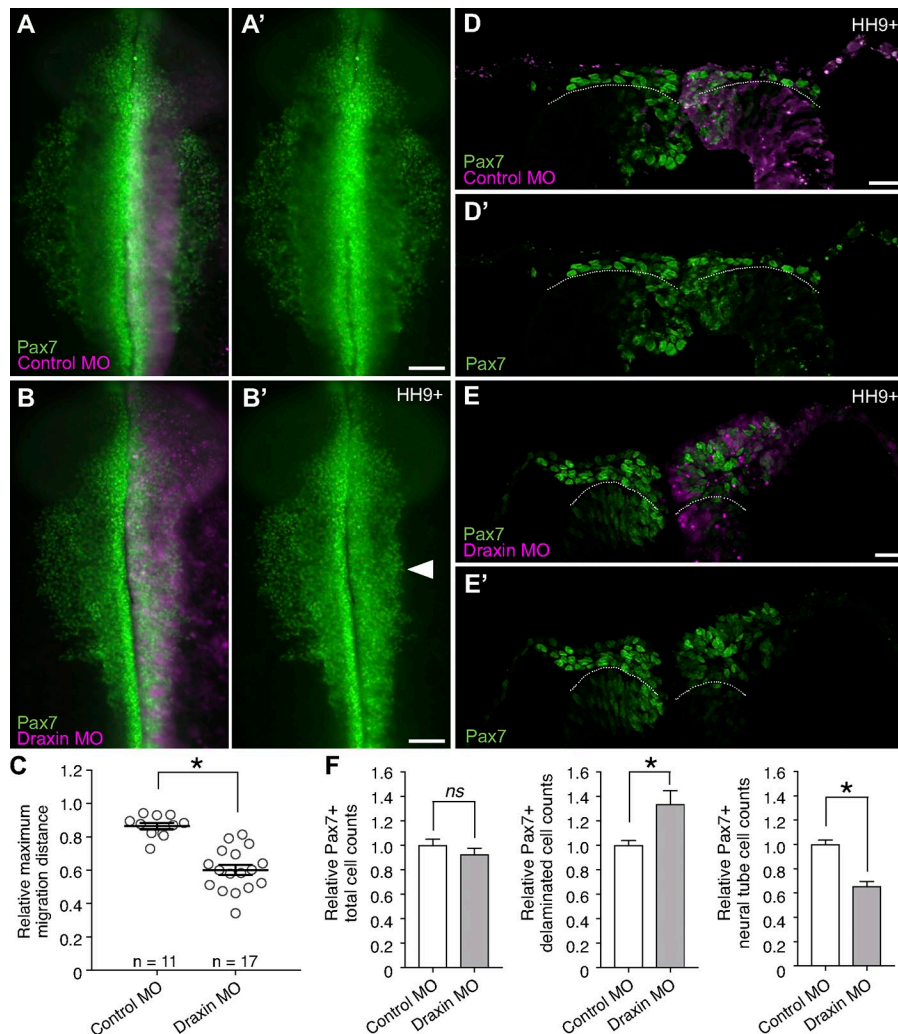 A
Pax7
Control MO
A'
B
Pax7
Draxin MO
B'
HH9+
C
Relative maximum
migration distance
1.2
1.0
0.8
0.6
0.4
0.2
0
*
n = 11
n = 17
Control MO
Draxin MO
D
HH9+
Pax7
Control MO
D'
Pax7
E
HH9+
Pax7
Draxin MO
E'
Pax7
F
Relative Pax7+
total cell counts
1.6
1.4
1.2
1.0
0.8
0.6
0.4
0.2
0
ns
Control MO
Draxin MO
Relative Pax7+
delaminated cell counts
1.6
1.4
1.2
1.0
0.8
0.6
0.4
0.2
0
*
Control MO
Draxin MO
Relative Pax7+
neural tube cell counts
1.6
1.4
1.2
1.0
0.8
0.6
0.4
0.2
0
*
Control MO
Draxin MO